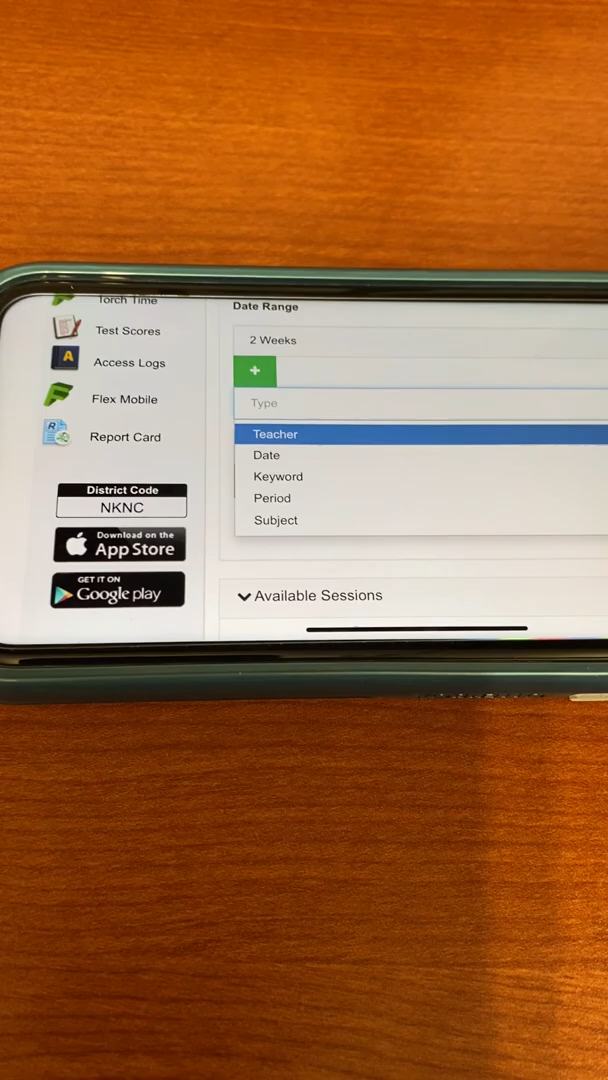 Torch Time
Test Scores
A
Access Logs
Flex Mobile
R
Report Card
District Code
NKNC
Download on the
App Store
GET IT ON
Google play
Date Range
2 Weeks
+
Type
Teacher
Date
Keyword
Period
Subject
Available Sessions